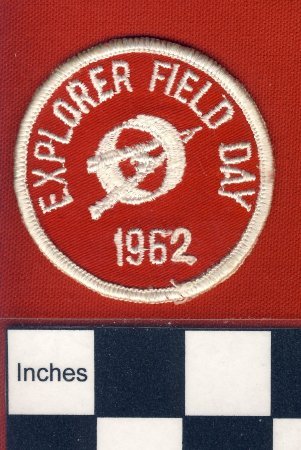 EXPLORER FIELD DAY
1962
Inches